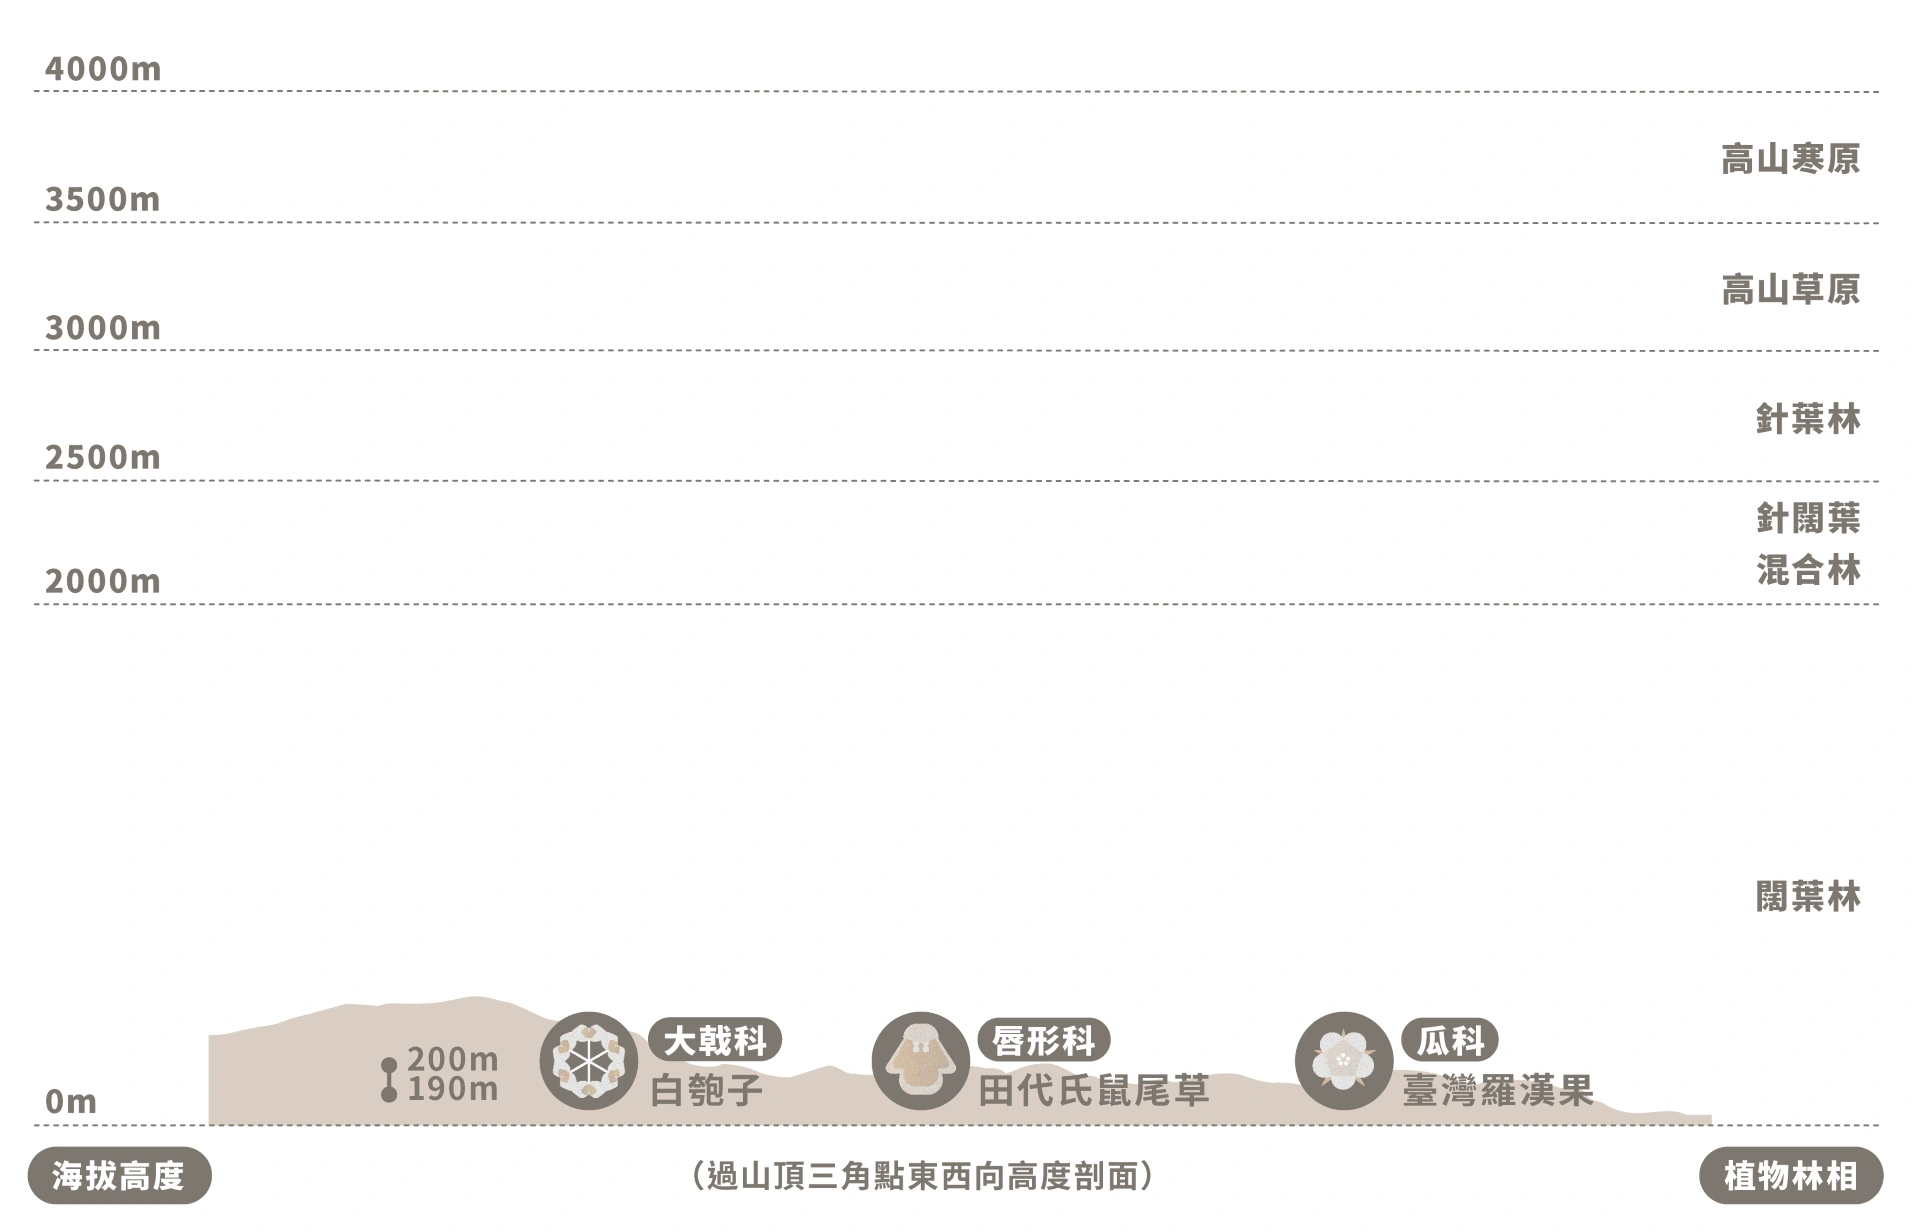 4000m
高山寒原
3500m
高山草原
3000m
針葉林
2500m
針闊葉
混合林
2000m
闊葉林
200m
190m
大戟科
白匏子
唇形科
田代氏鼠尾草
瓜科
臺灣羅漢果
0m
海拔高度
（過山頂三角點東西向高度剖面）
植物林相